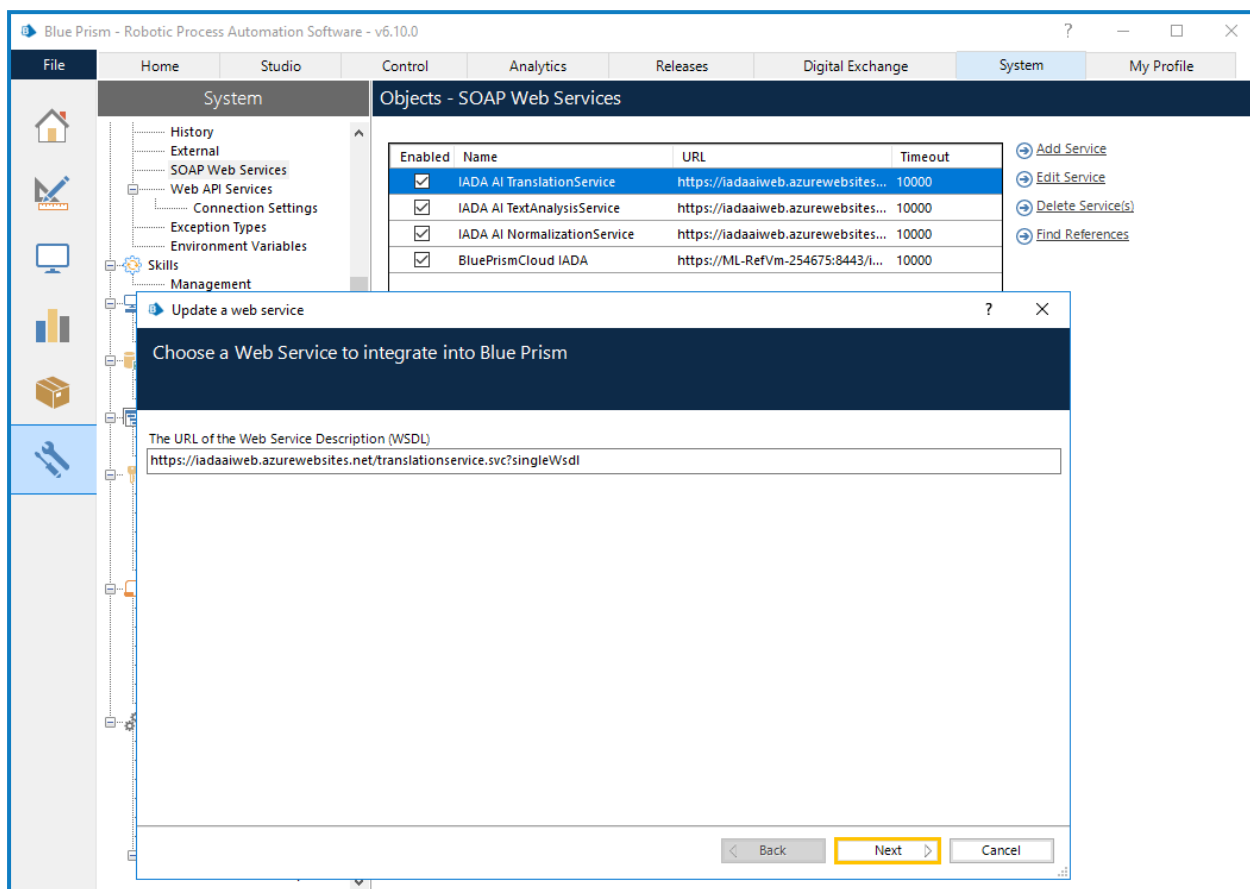 Blue Prism - Robotic Process Automation Software - v6.10.0
?
File Home Studio Control Analytics Releases Digital Exchange System My Profile
System
Objects - SOAP Web Services
History
External
SOAP Web Services
Web API Services
Connection Settings
Exception Types
Environment Variables
Skills
Management
Enabled Name URL Timeout
IADA AI TranslationService https://iadaaiweb.azurewebsites... 10000
IADA AI TextAnalysisService https://iadaaiweb.azurewebsites... 10000
IADA AI NormalizationService https://iadaaiweb.azurewebsites... 10000
BluePrismCloud IADA https://ML-RefVm-254675:8443/i... 10000
Add Service
Edit Service
Delete Service(s)
Find References
Update a web service ?
Choose a Web Service to integrate into Blue Prism
The URL of the Web Service Description (WSDL)
https://iadaaiweb.azurewebsites.net/translationservice.svc?singleWsdl
Back Next Cancel